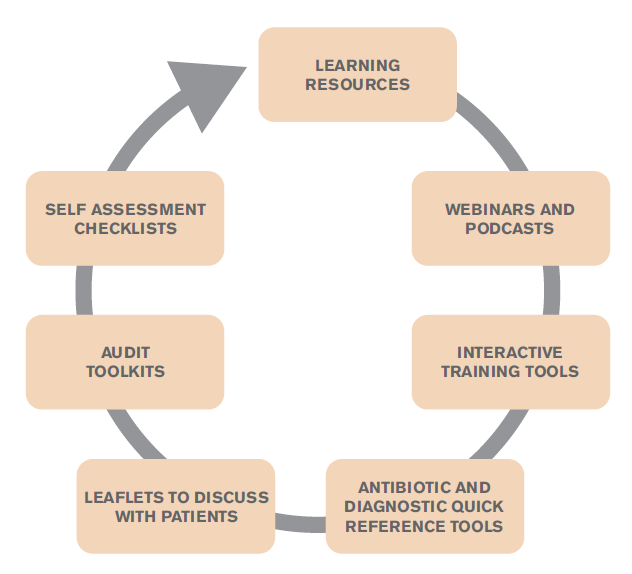 LEARNING
RESOURCES
WEBINARS AND
PODCASTS
INTERACTIVE
TRAINING TOOLS
ANTIBIOTIC AND
DIAGNOSTIC QUICK
REFERENCE TOOLS
LEAFLETS TO DISCUSS
WITH PATIENTS
AUDIT
TOOLKITS
SELF ASSESSMENT
CHECKLISTS